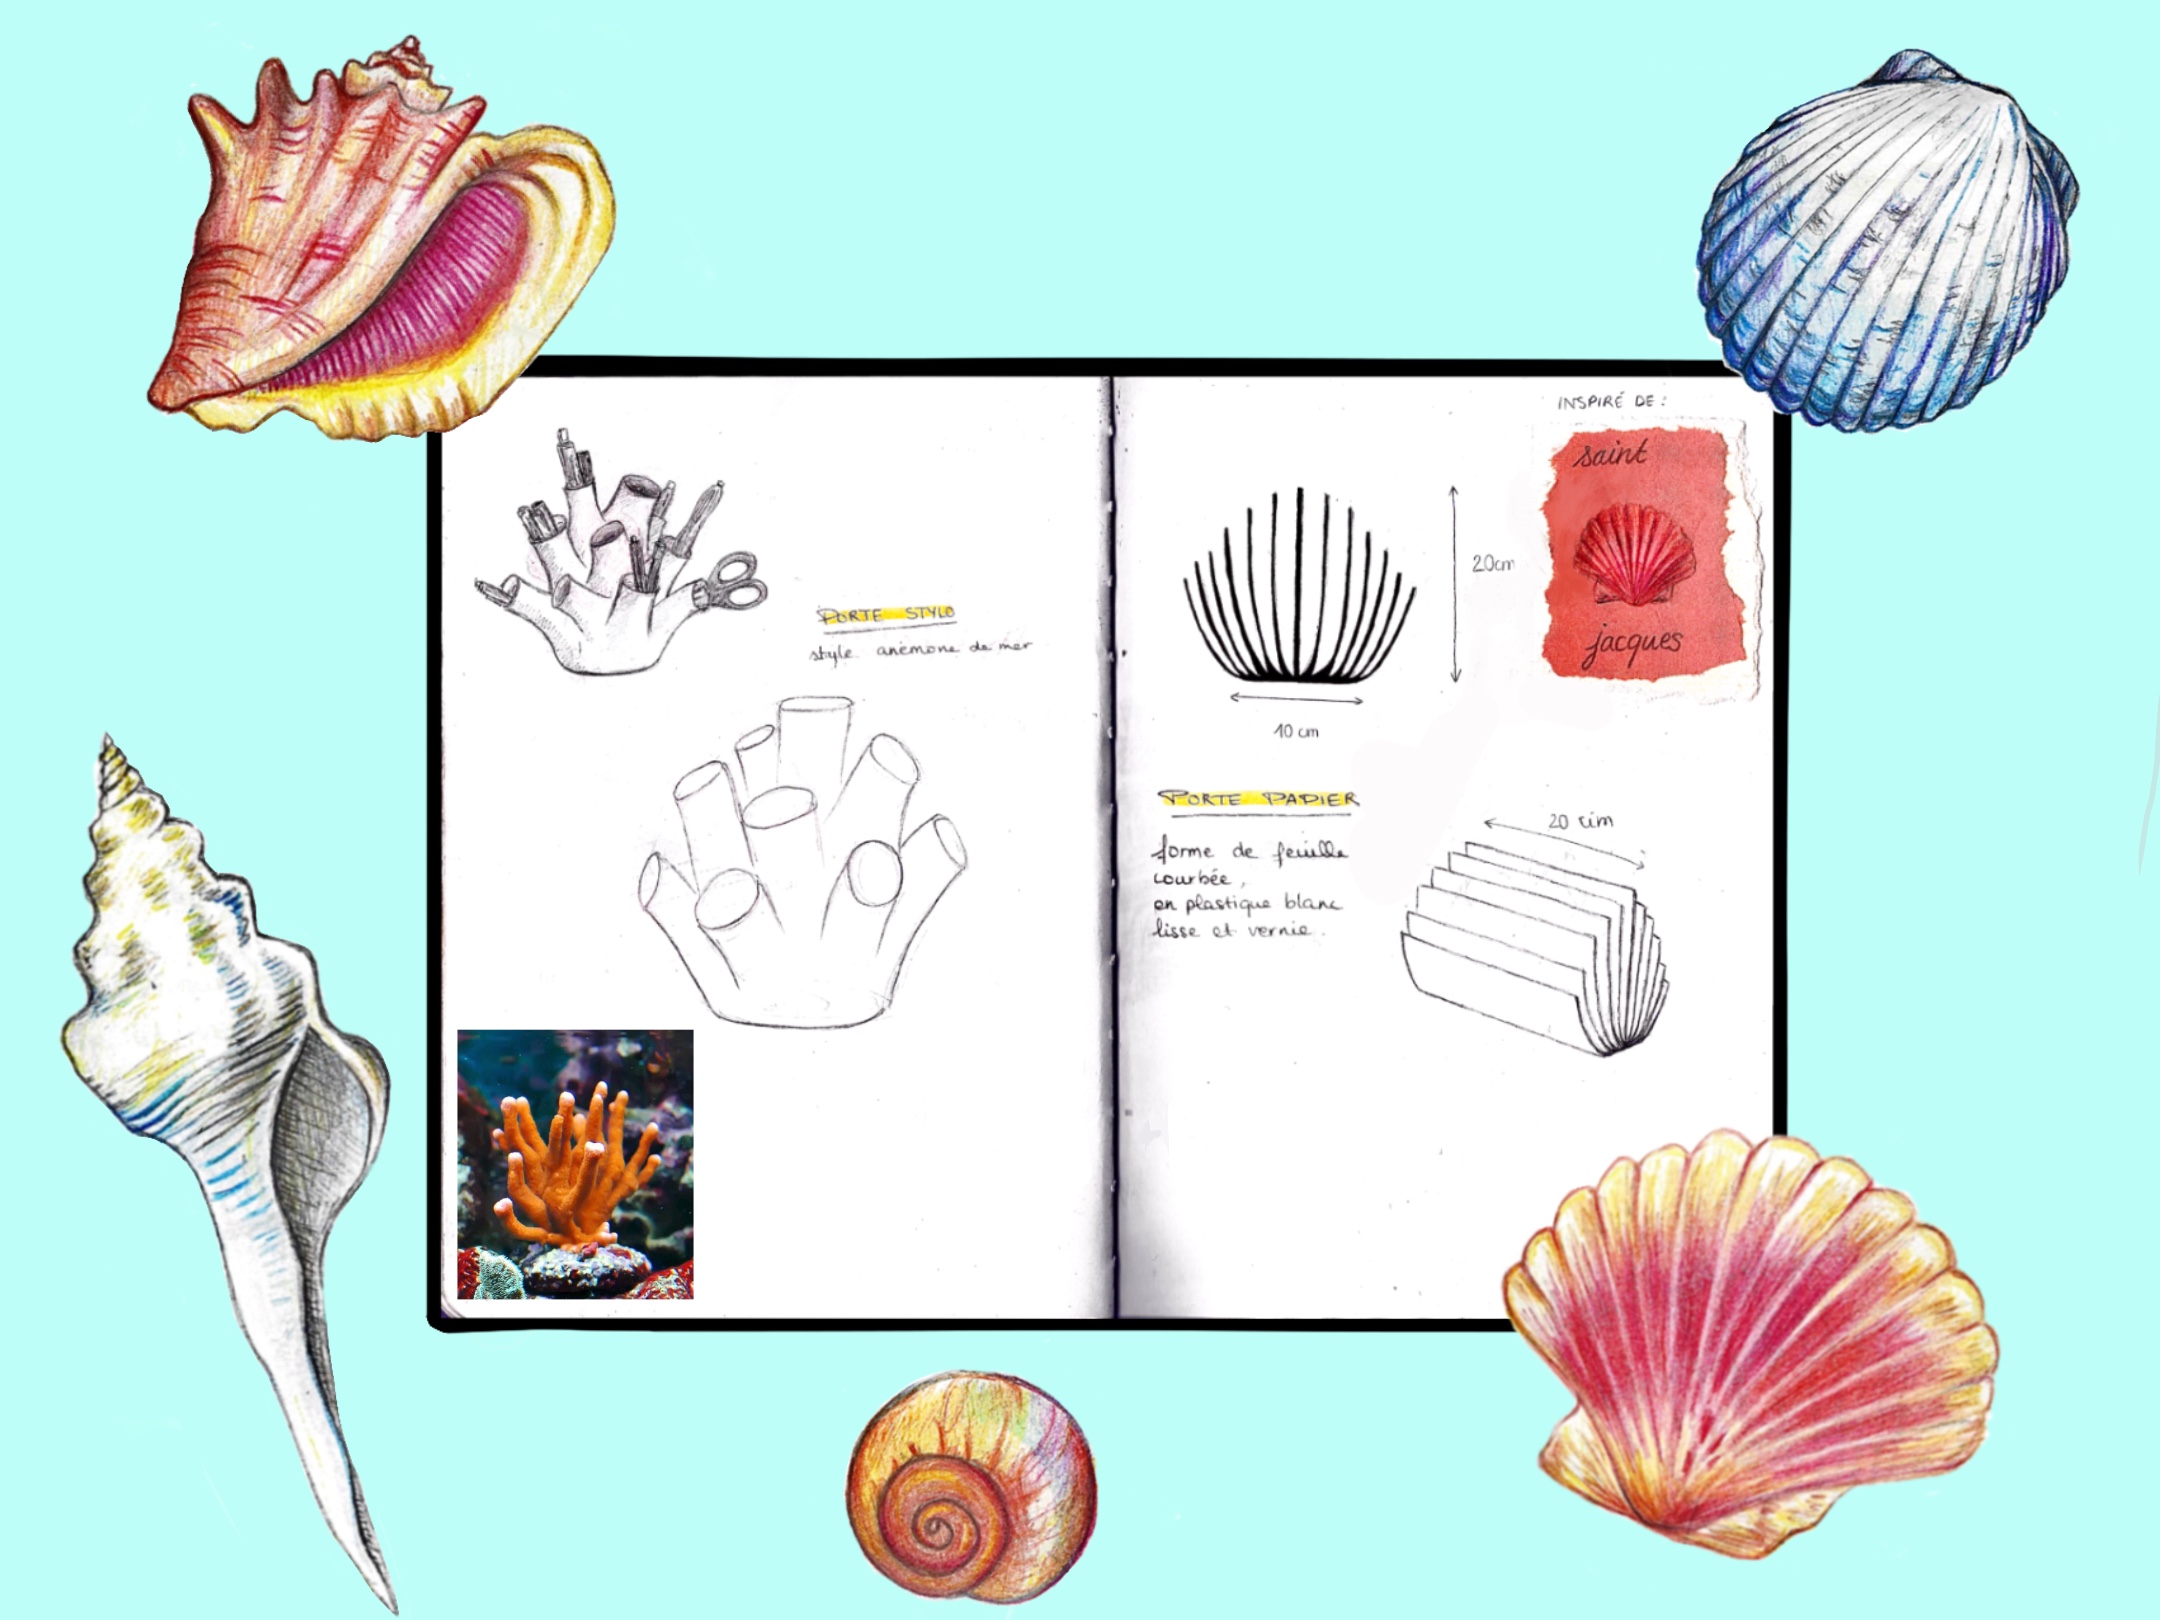 PORTE STYLO
style anémone de mer
INSPIRÉ DE :
saint
jacques
20cm
10 cm
PORTE PAPIER
forme de feuille
courbée,
en plastique blanc
lisse et vernie.
20 cm